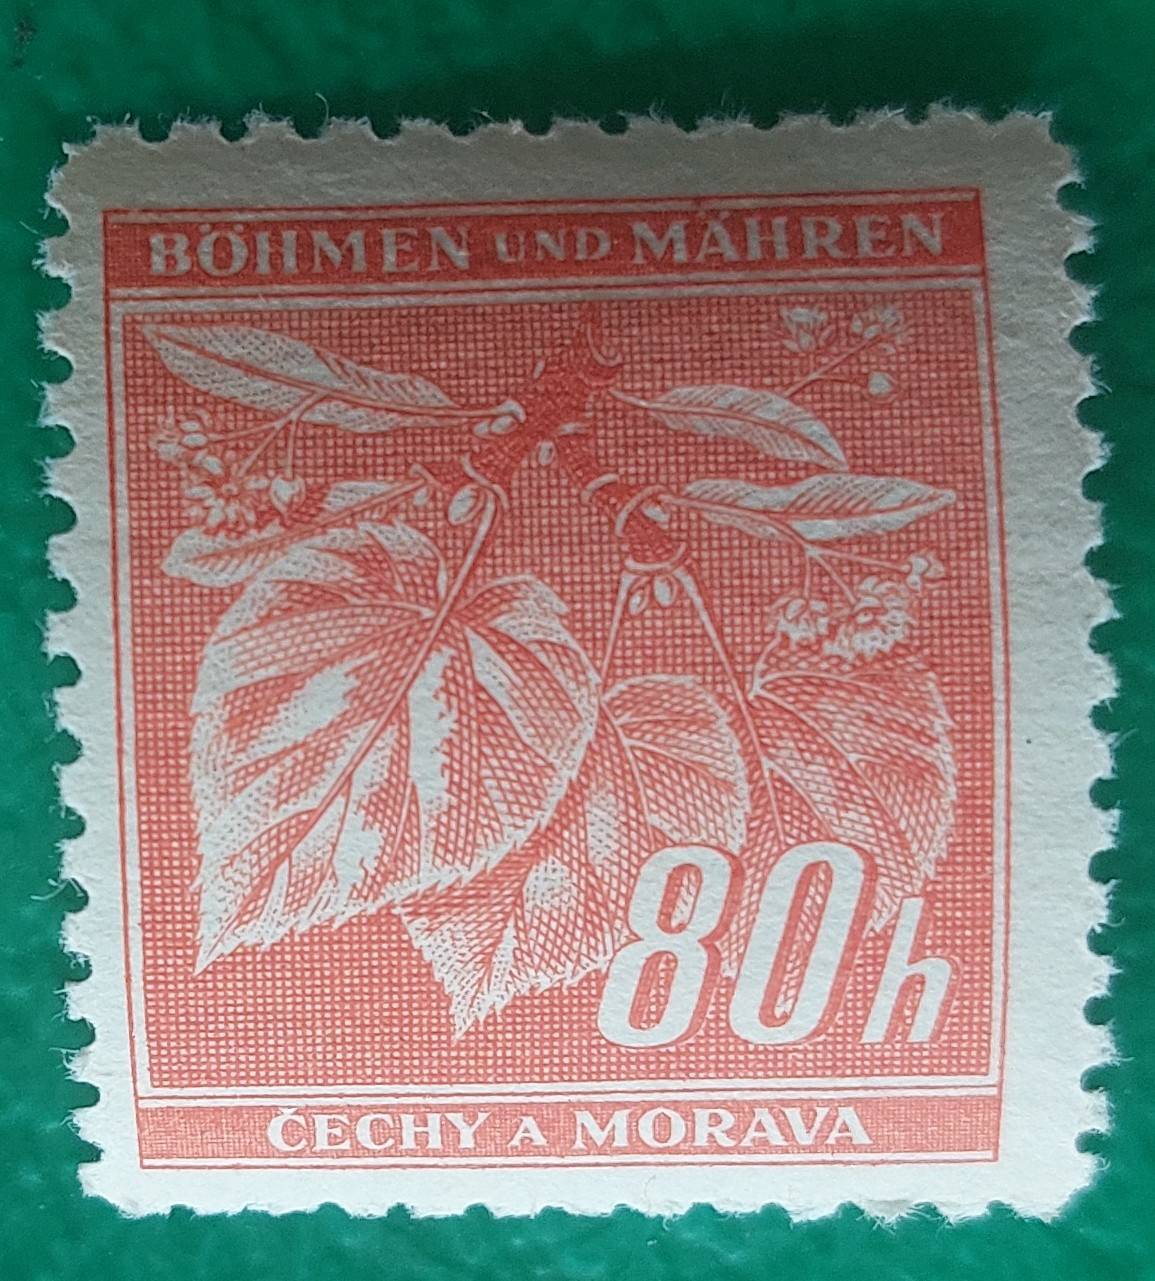 BÖHMEN UND MÄHREN
80h
ČECHY A MORAVA